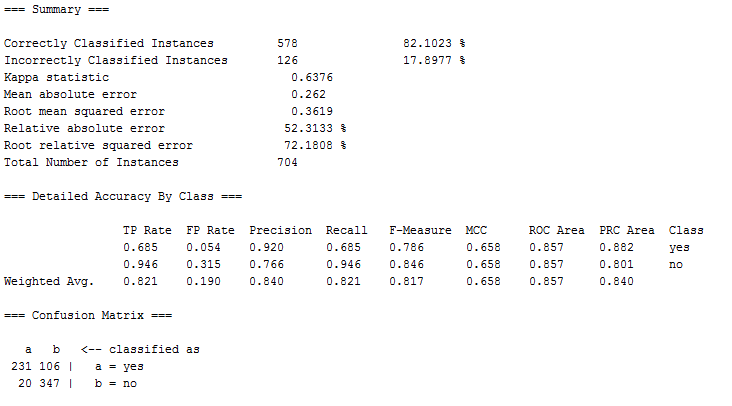 === Summary ===
Correctly Classified Instances 578 82.1023 %
Incorrectly Classified Instances 126 17.8977 %
Kappa statistic 0.6376
Mean absolute error 0.262
Root mean squared error 0.3619
Relative absolute error 52.3133 %
Root relative squared error 72.1808 %
Total Number of Instances 704
=== Detailed Accuracy By Class ===
TP Rate FP Rate Precision Recall F-Measure MCC ROC Area PRC Area Class
0.685 0.054 0.920 0.685 0.786 0.658 0.857 0.882 yes
0.946 0.315 0.766 0.946 0.846 0.658 0.857 0.801 no
Weighted Avg. 0.821 0.190 0.840 0.821 0.817 0.658 0.857 0.840
=== Confusion Matrix ===
a b <-- classified as
231 106 | a = yes
20 347 | b = no